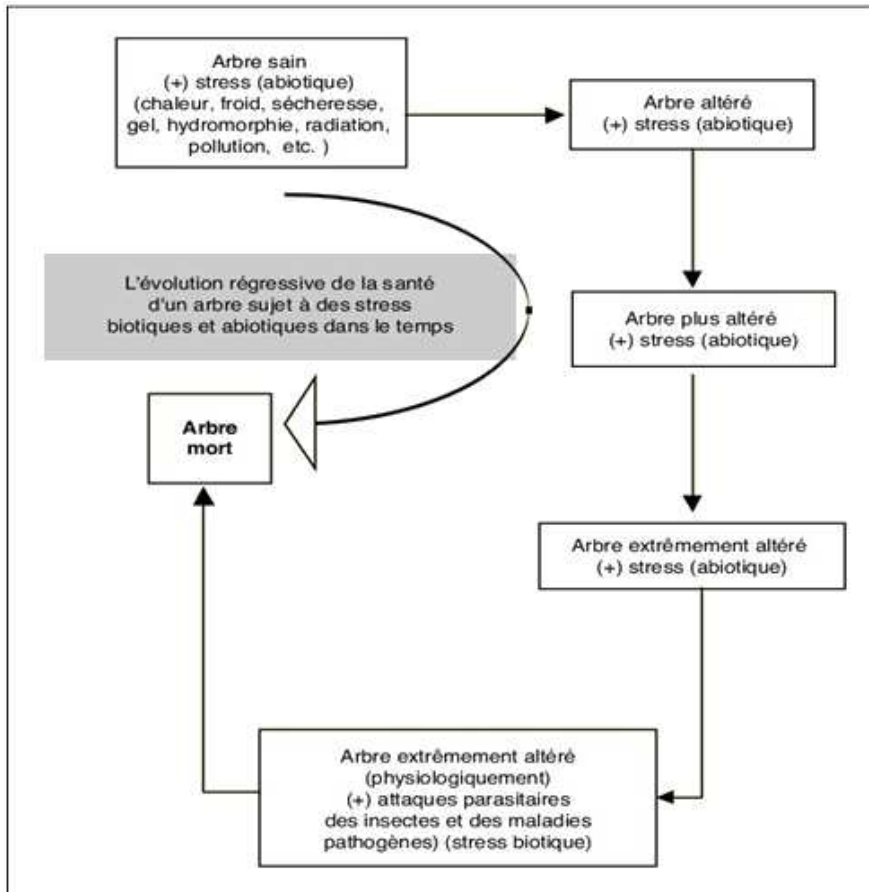 Arbre sain
(+) stress (abiotique)
(chaleur, froid, sécheresse,
gel, hydromorphie, radiation,
pollution, etc. )
Arbre altéré
(+) stress (abiotique)
L'évolution régressive de la santé
d'un arbre sujet à des stress
biotiques et abiotiques dans le temps
Arbre plus altéré
(+) stress (abiotique)
Arbre
mort
Arbre extrêmement altéré
(+) stress (abiotique)
Arbre extrêmement altéré
(physiologiquement)
(+) attaques parasitaires
des insectes et des maladies
pathogènes) (stress biotique)